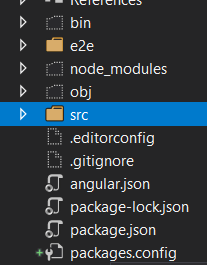 References
bin
e2e
node_modules
obj
src
.editorconfig
.gitignore
angular.json
package-lock.json
package.json
packages.config